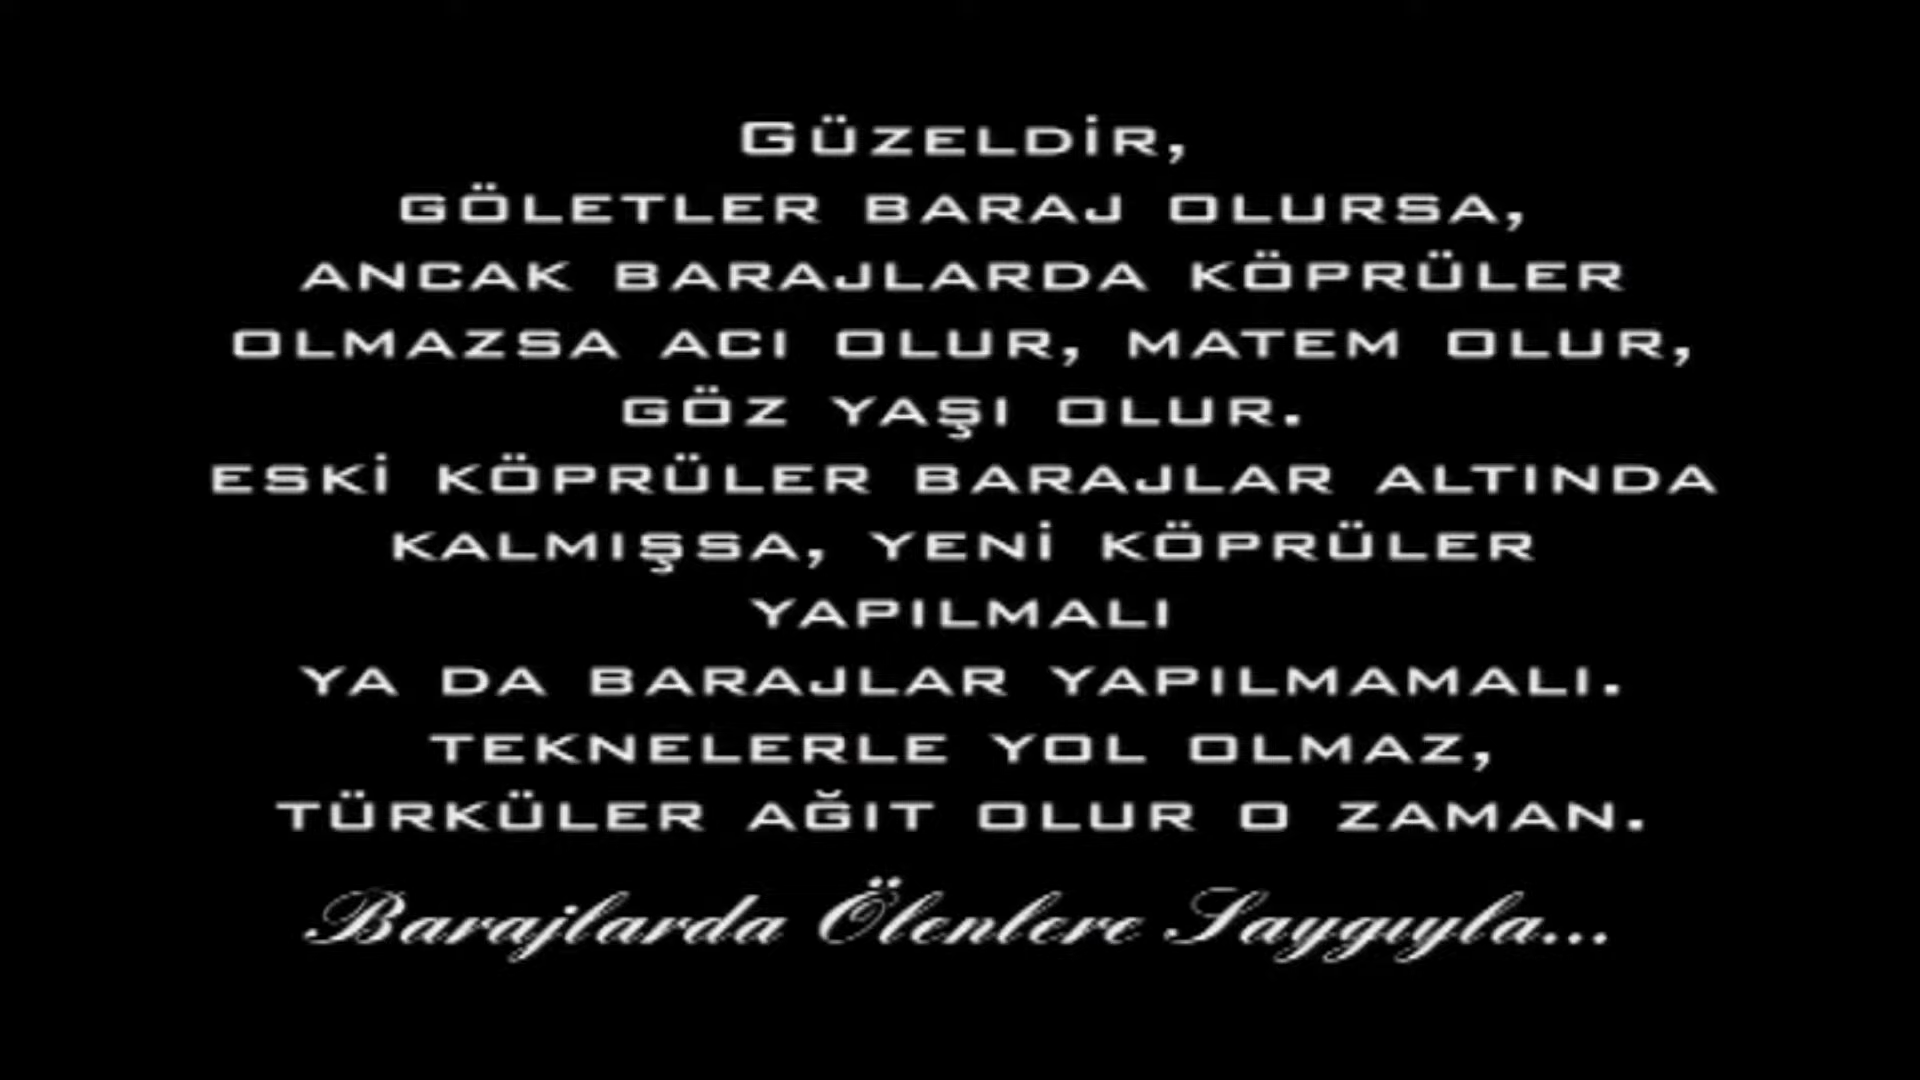 GÜZELDİR,
GÖLETLER BARAJ OLURSA,
ANCAK BARAJLARDA KÖPRÜLER
OLMAZSA ACI OLUR, MATEM OLUR,
GÖZ YAŞI OLUR.
ESKİ KÖPRÜLER BARAJLAR ALTINDA
KALMIŞSA, YENİ KÖPRÜLER
YAPILMALI
YA DA BARAJLAR YAPILMAMALI.
TEKNELERLE YOL OLMAZ,
TÜRKÜLER AĞIT OLUR O ZAMAN.
Barajlarda Ölenlere Saygıyla...